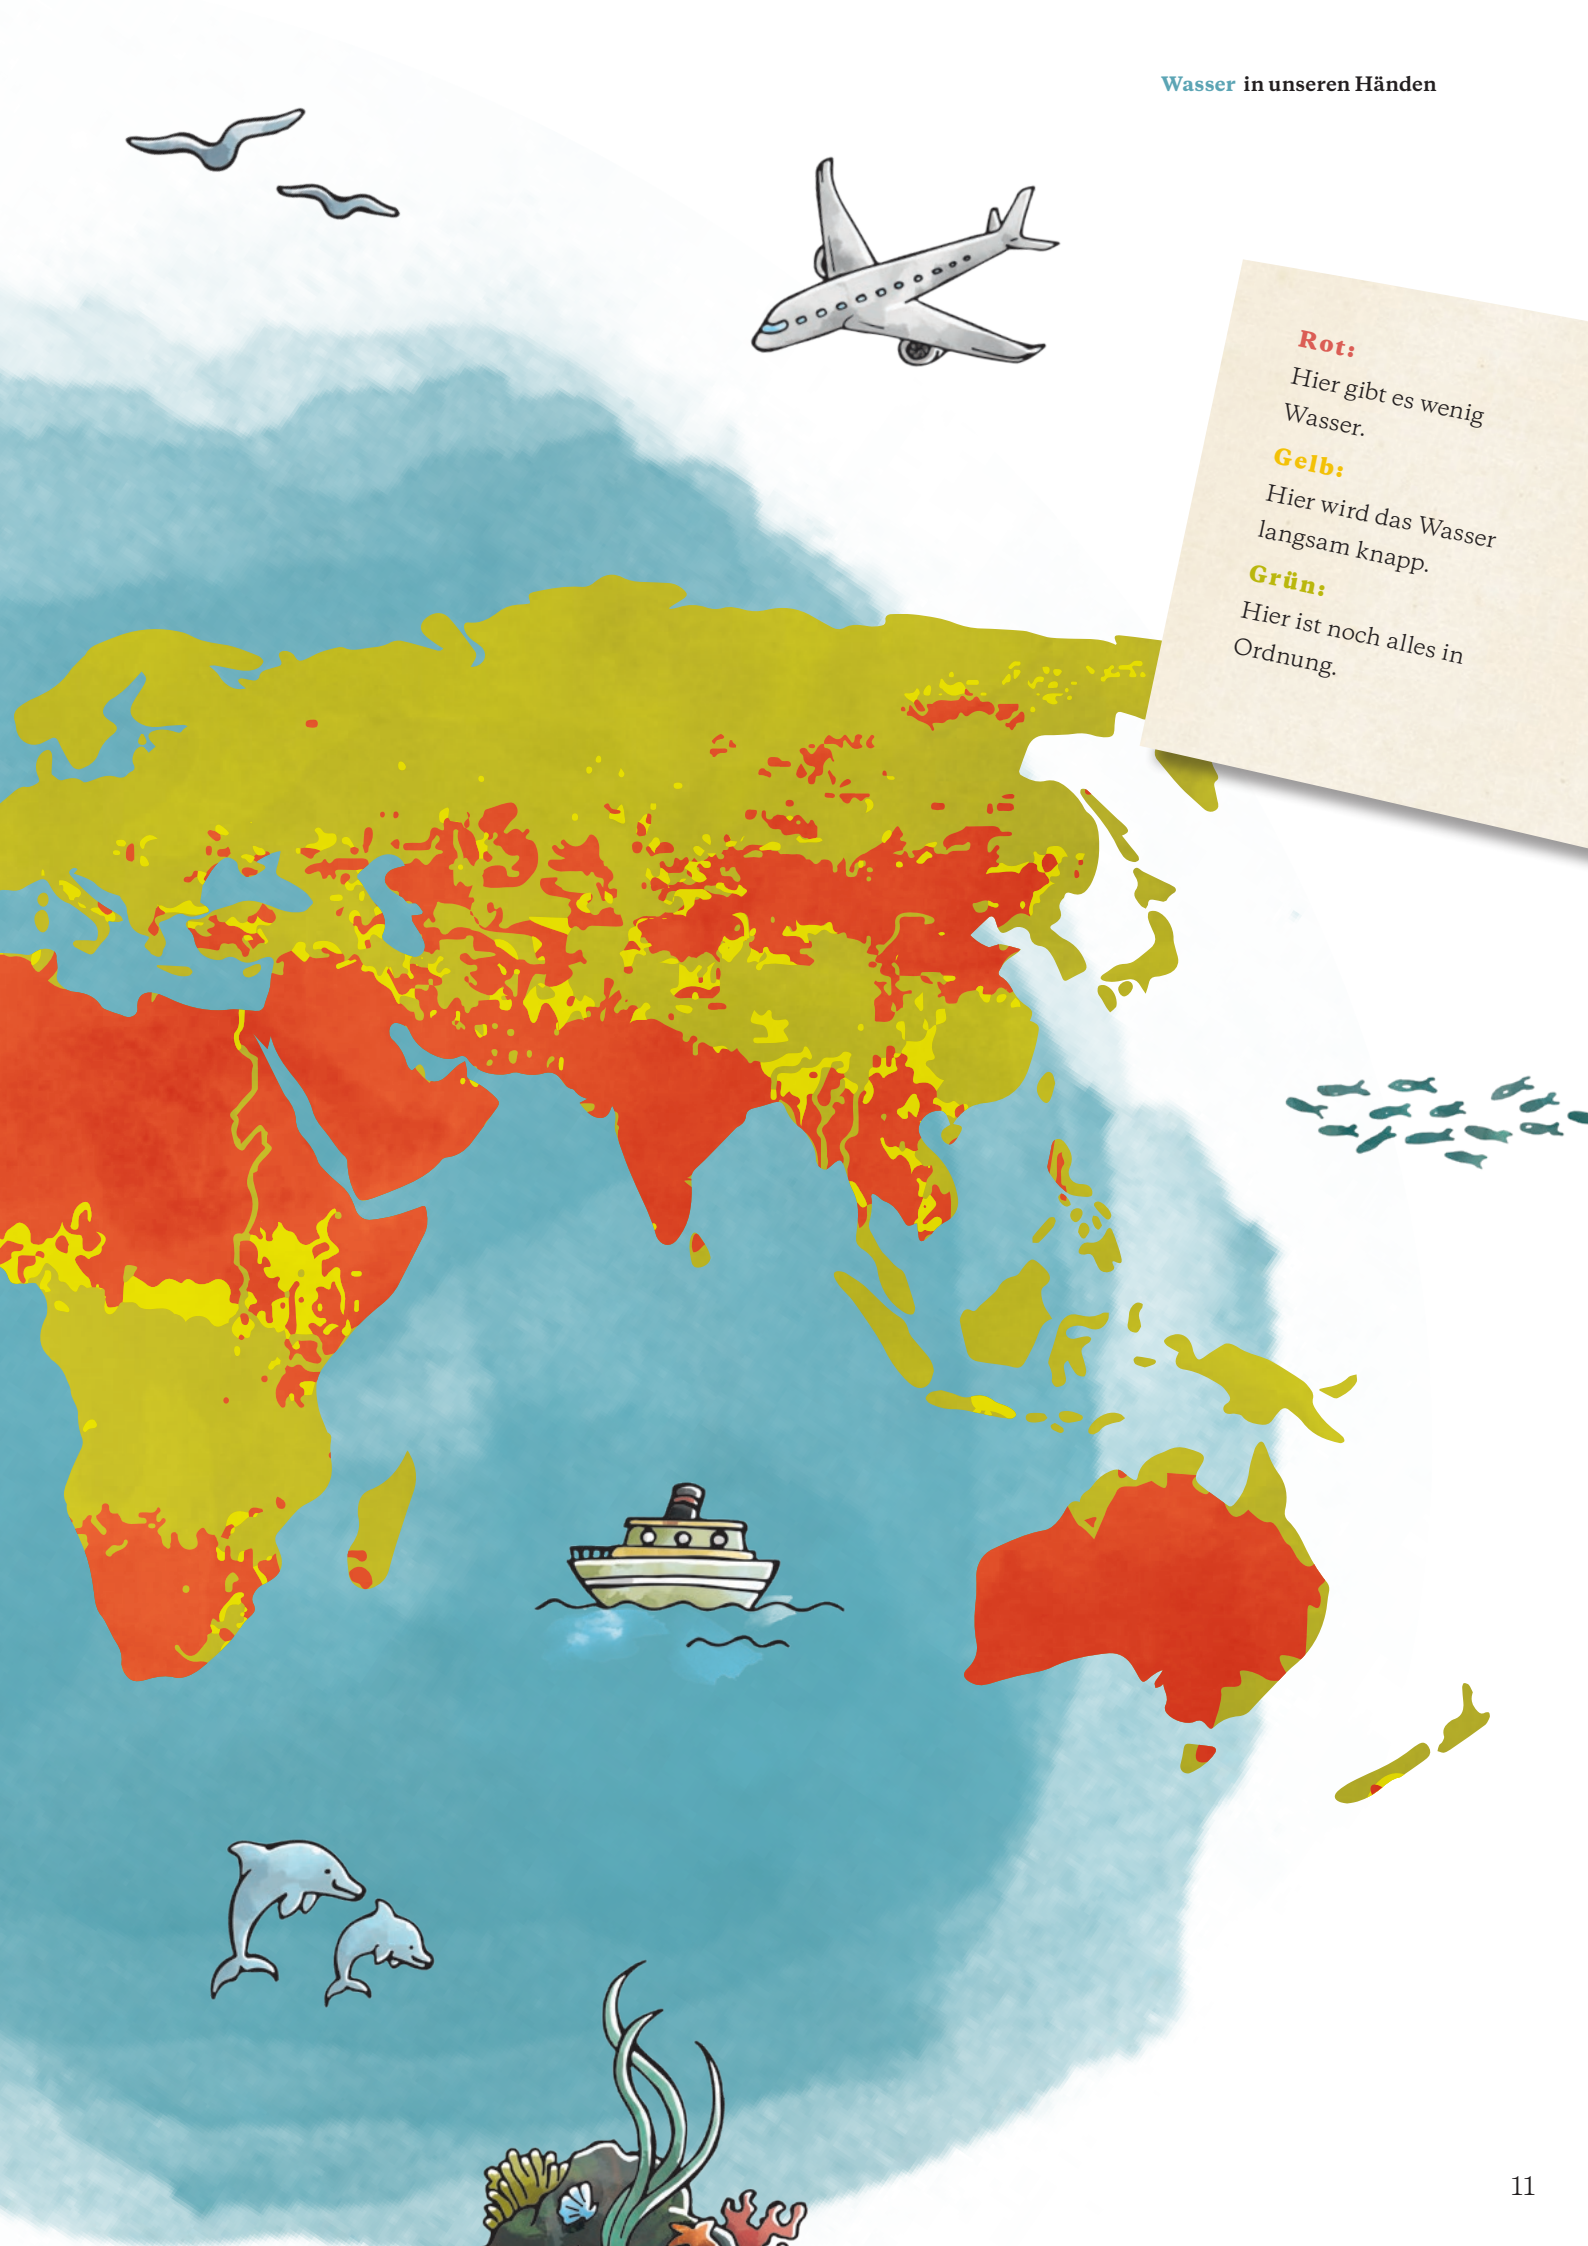 Wasser in unseren Händen
Rot:
Hier gibt es wenig
Wasser.
Gelb:
Hier wird das Wasser
langsam knapp.
Grün:
Hier ist noch alles in
Ordnung.
11